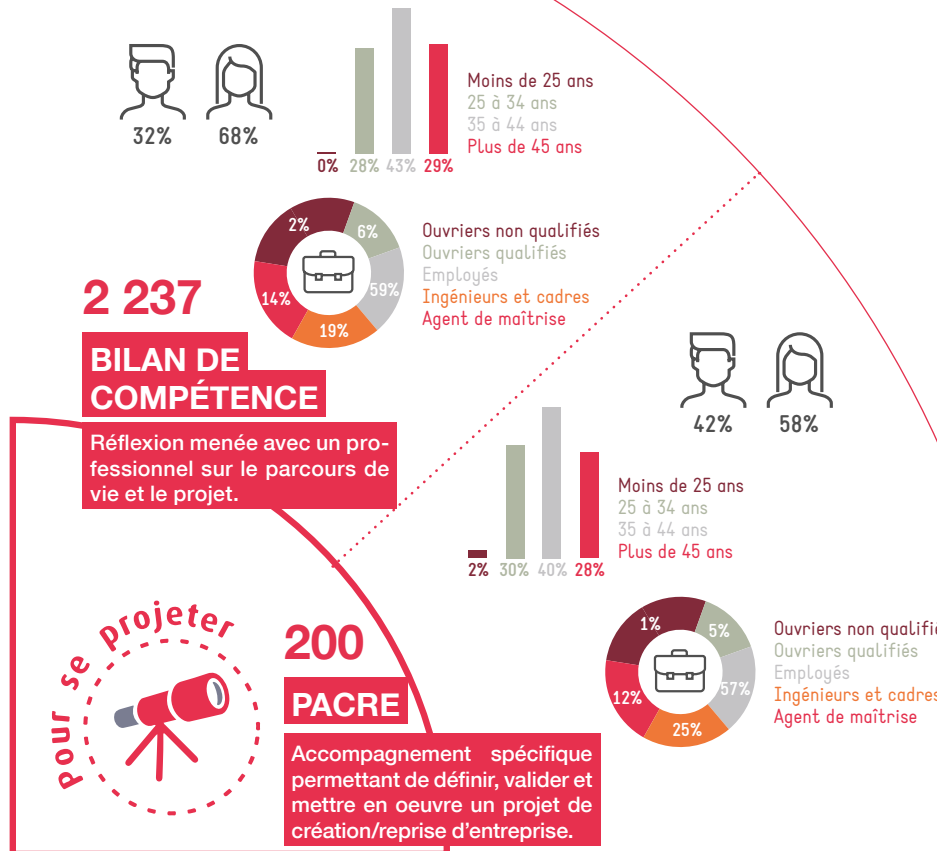 32% 68%
Moins de 25 ans
25 à 34 ans
35 à 44 ans
Plus de 45 ans
0% 28% 43% 29%
2% 6%
59%
14%
19%
Ouvriers non qualifiés
Ouvriers qualifiés
Employés
Ingénieurs et cadres
Agent de maîtrise
2 237
BILAN DE
COMPÉTENCE
Réflexion menée avec un pro-
fessionnel sur le parcours de
vie et le projet.
42% 58%
Moins de 25 ans
25 à 34 ans
35 à 44 ans
Plus de 45 ans
2% 30% 40% 28%
1% 5%
57%
12%
25%
Ouvriers non qualifié
Ouvriers qualifiés
Employés
Ingénieurs et cadres
Agent de maîtrise
pour se projeter
200
PACRE
Accompagnement spécifique
permettant de définir, valider et
mettre en oeuvre un projet de
création/reprise d'entreprise.